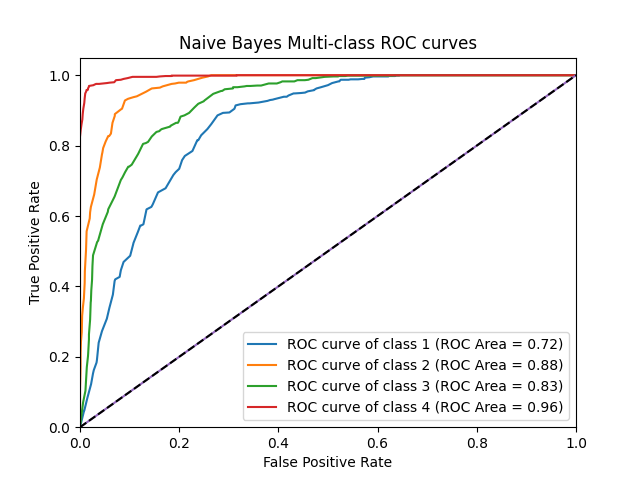 Naive Bayes Multi-class ROC curves
True Positive Rate
1.0
0.8
0.6
0.4
0.2
0.0
ROC curve of class 1 (ROC Area = 0.72)
ROC curve of class 2 (ROC Area = 0.88)
ROC curve of class 3 (ROC Area = 0.83)
ROC curve of class 4 (ROC Area = 0.96)
0.0 0.2 0.4 0.6 0.8 1.0
False Positive Rate